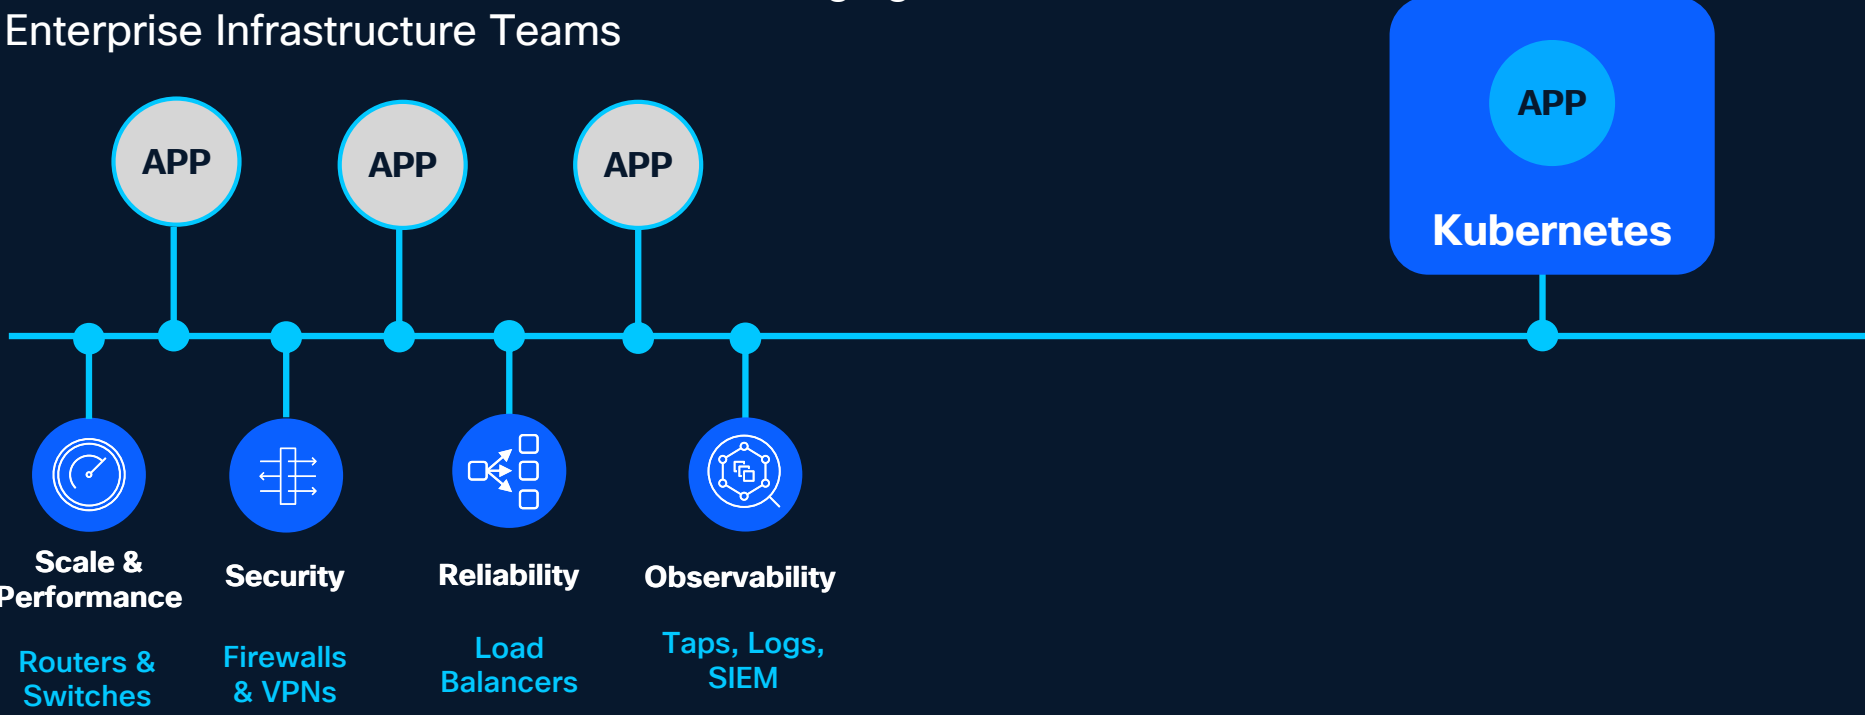 Enterprise Infrastructure Teams
APP
APP
APP
APP
Kubernetes
Scale &
Performance
Security
Reliability
Observability
Routers &
Switches
Firewalls
& VPNs
Load
Balancers
Taps, Logs,
SIEM